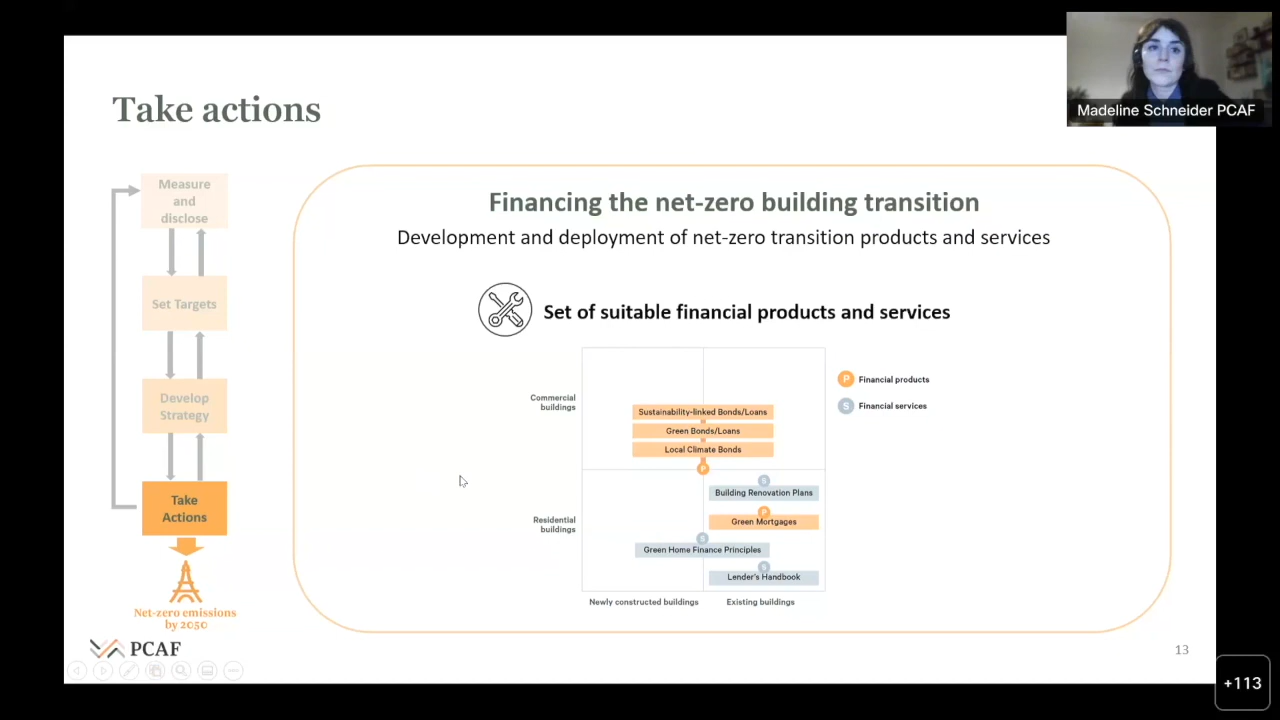 Take actions
Madeline Schneider PCAF
Measure
and
disclose
Set Targets
Develop
Strategy
Take
Actions
Net-zero emissions
by 2050
Financing the net-zero building transition
Development and deployment of net-zero transition products and services
Set of suitable financial products and services
Commercial
buildings
Residential
buildings
Sustainability-linked Bonds/Loans
Green Bonds/Loans
Local Climate Bonds
P
S
Building Renovation Plans
P
Green Mortgages
S
Green Home Finance Principles
S
Lender's Handbook
Newly constructed buildings
Existing buildings
P Financial products
S Financial services
PCAF
13
+113